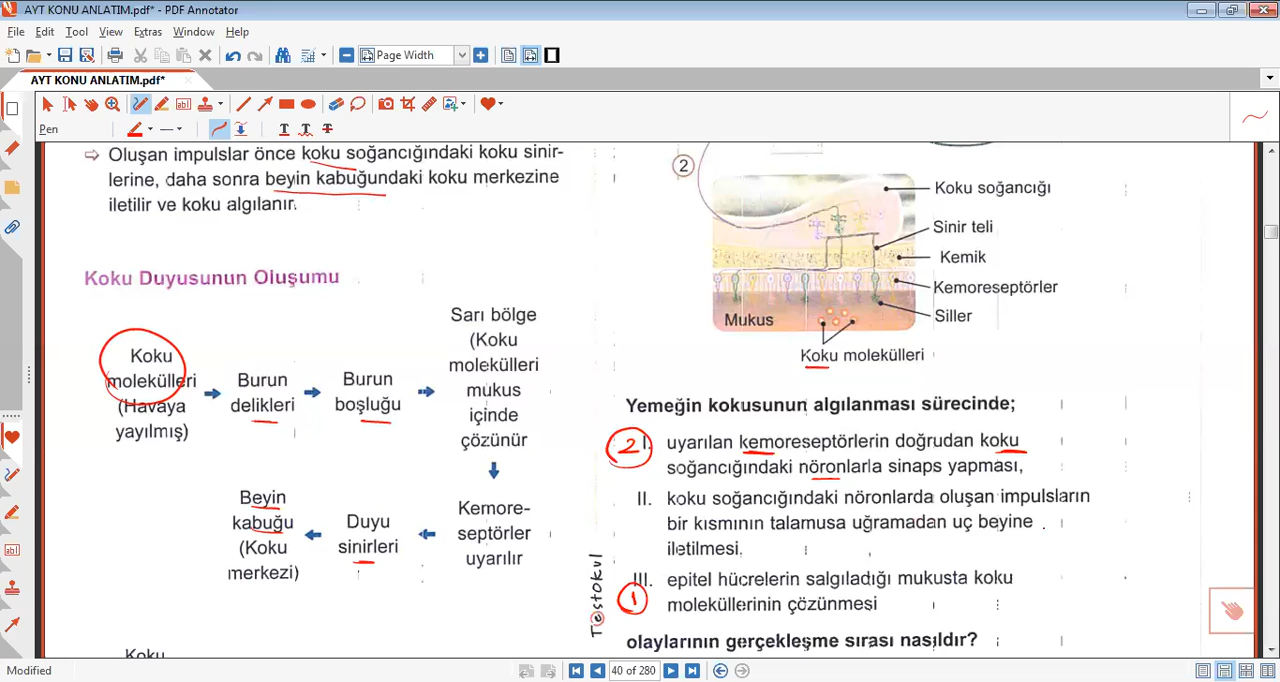 AYT KONU ANLATIM.pdf* - PDF Annotator
File Edit Tool View Extras Window Help
Page Width
AYT KONU ANLATIM.pdf*
Pen
⇨ Oluşan impulslar önce koku soğancığındaki koku sinir-
lerine, daha sonra beyin kabuğundaki koku merkezine
iletilir ve koku algılanır.
Koku Duyusunun Oluşumu
Koku
molekülleri
(Havaya
yayılmış)
Burun
delikleri
Burun
boşluğu
Sarı bölge
(Koku
molekülleri
mukus
içinde
çözünür
Kemore-
septörler
uyarılır
Duyu
sinirleri
Beyin
kabuğu
(Koku
merkezi)
Koku
2
Koku soğancığı
Sinir teli
Kemik
Kemoreseptörler
Siller
Mukus
Koku molekülleri
Yemeğin kokusunun algılanması sürecinde;
2 I. uyarılan kemoreseptörlerin doğrudan koku
soğancığındaki nöronlarla sinaps yapması,
II. koku soğancığındaki nöronlarda oluşan impulsların
bir kısmının talamusa uğramadan uç beyine
iletilmesi,
III. epitel hücrelerin salgıladığı mukusta koku
1 moleküllerinin çözünmesi
olaylarının gerçekleşme sırası nasıldır?
Testokul
Modified
40 of 280